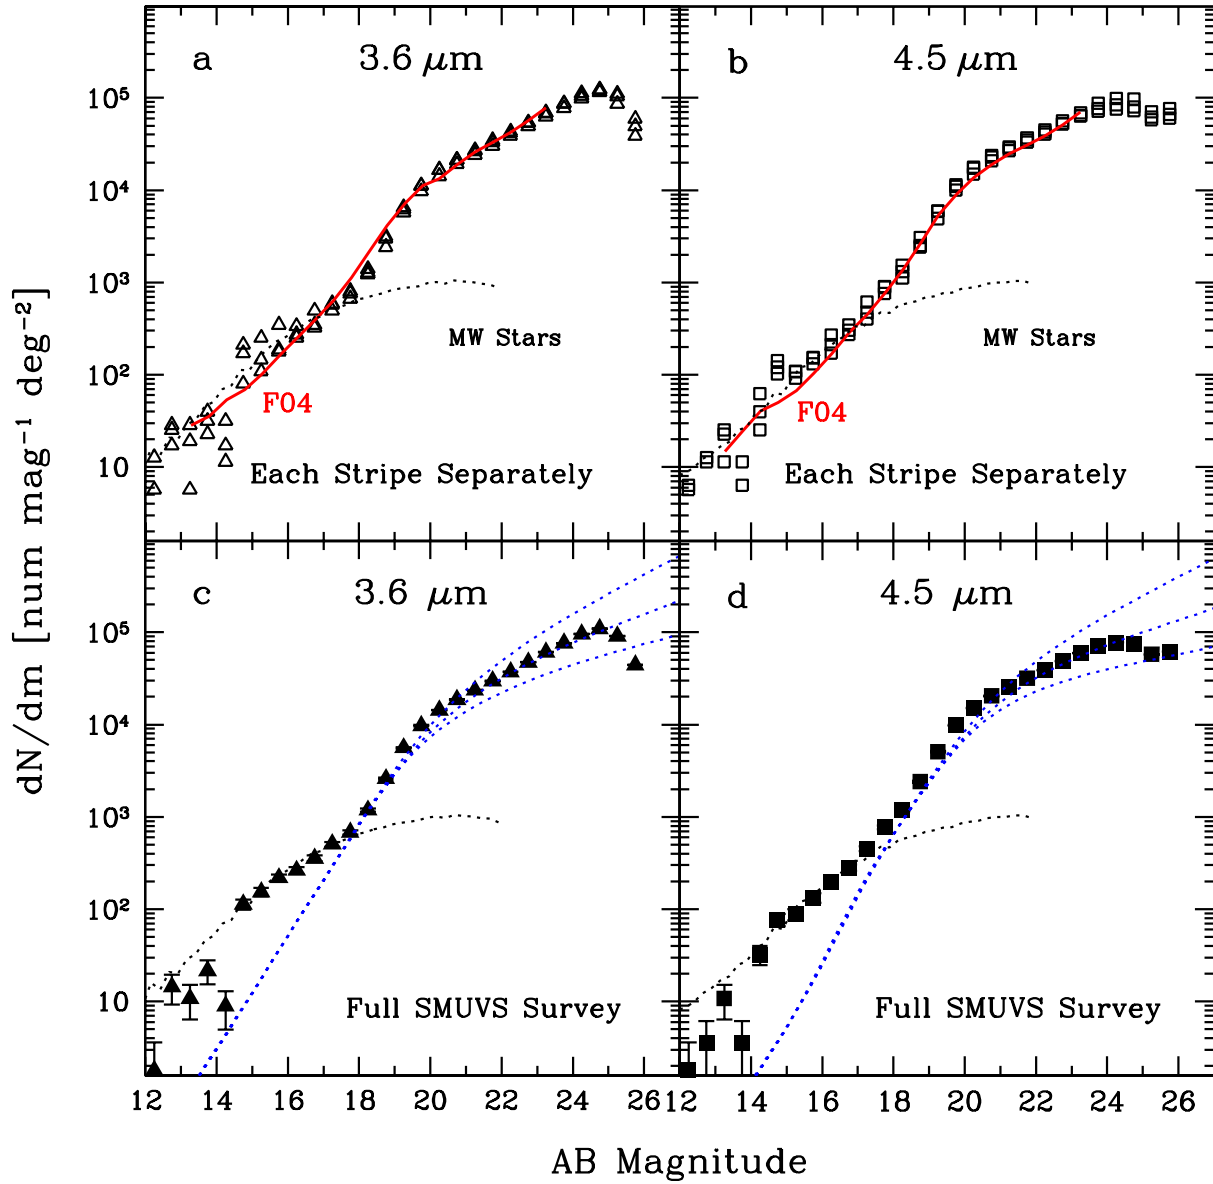 a
3.6 μm
b
4.5 μm
10⁵
10⁴
10³
10²
10
MW Stars
MW Stars
F04
F04
Each Stripe Separately
Each Stripe Separately
c
3.6 μm
d
4.5 μm
10⁵
10⁴
10³
10²
10
Full SMUVS Survey
Full SMUVS Survey
12 14 16 18 20 22 24 26 12 14 16 18 20 22 24 26
AB Magnitude
dN/dm [num mag⁻¹ deg⁻²]